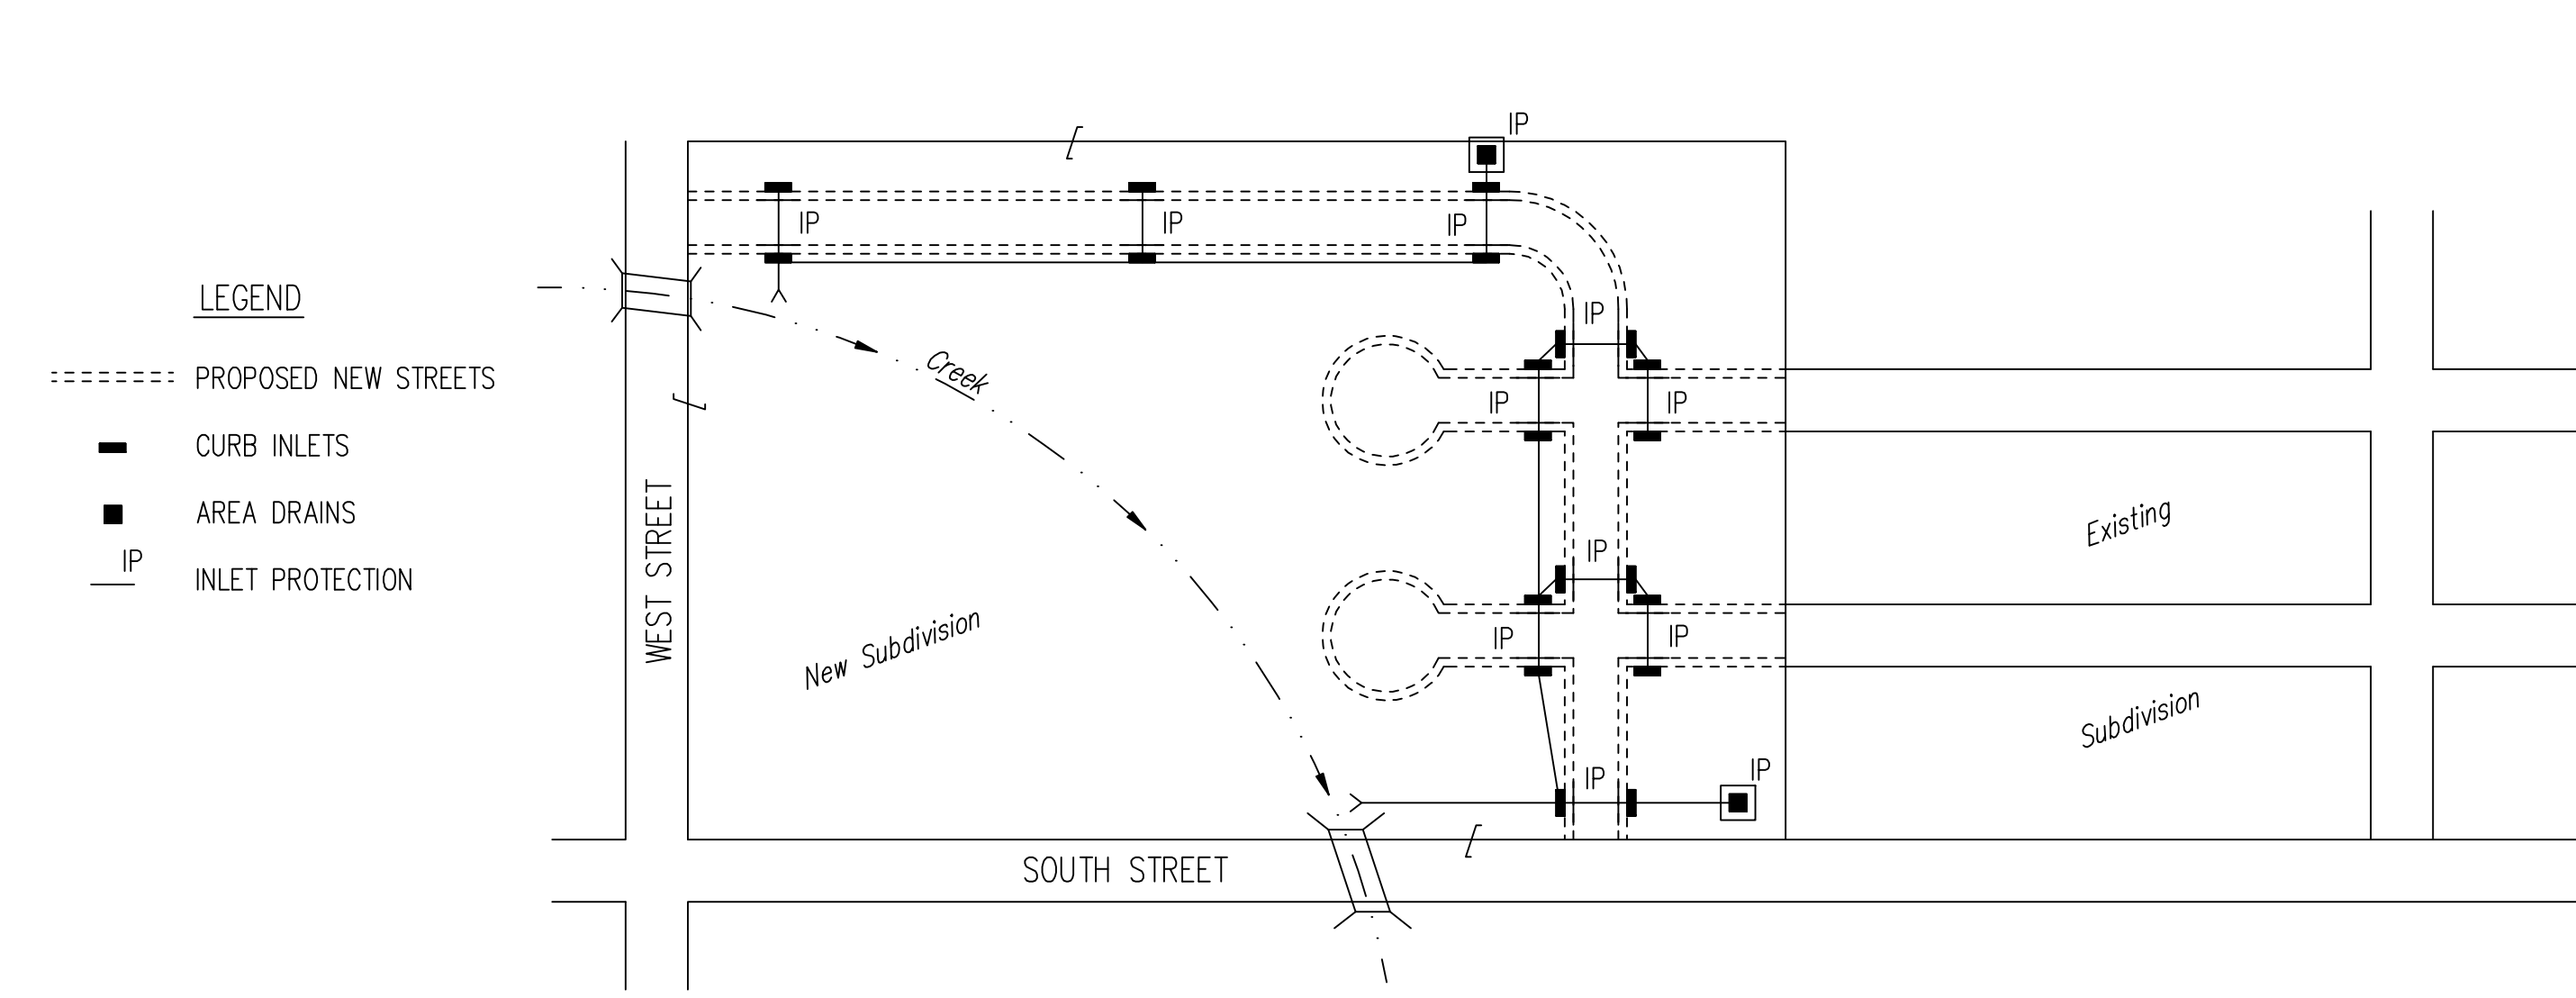 IP
IP
IP
IP
LEGEND
IP
PROPOSED NEW STREETS
Creek
IP
IP
CURB INLETS
AREA DRAINS
Existing
IP
IP
INLET PROTECTION
WEST STREET
New Subdivision
IP
IP
Subdivision
IP
IP
SOUTH STREET